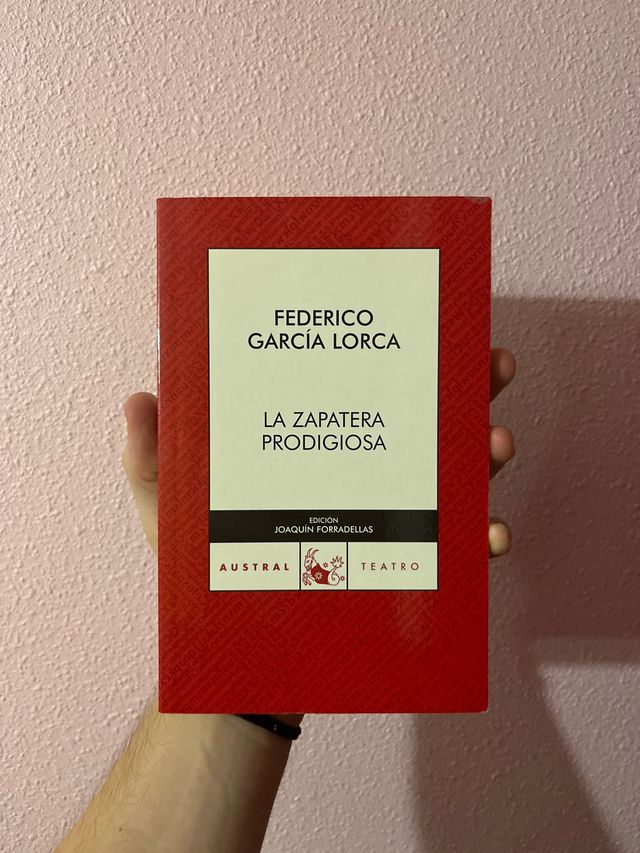 FEDERICO
GARCÍA LORCA
LA ZAPATERA
PRODIGIOSA
EDICIÓN
JOAQUÍN FORRADELLAS
AUSTRAL TEATRO